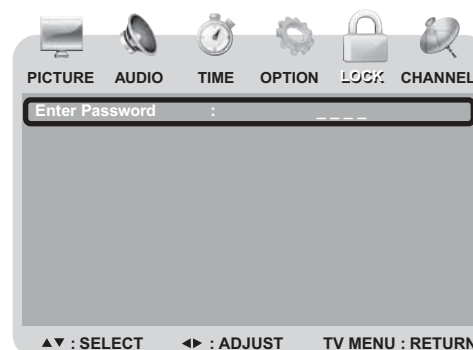 PICTURE AUDIO TIME OPTION LOCK CHANNEL
Enter Password : _ _ _ _
▲▼ : SELECT ◀▶ : ADJUST TV MENU : RETURN